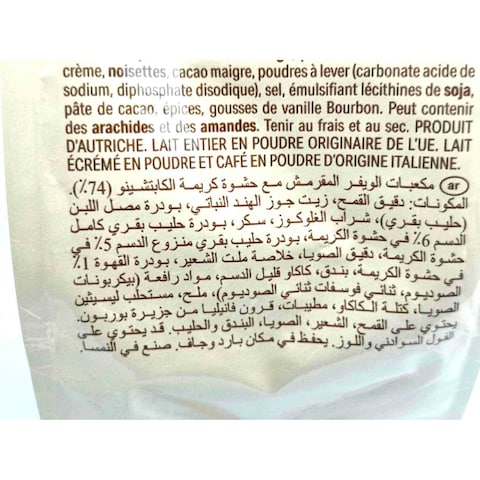 crème, noisettes, cacao maigre, poudres à lever (carbonate acide de
sodium, diphosphate disodique), sel, émulsifiant lécithines de soja,
pâte de cacao, épices, gousses de vanille Bourbon. Peut contenir
des arachides et des amandes. Tenir au frais et au sec. PRODUIT
D'AUTRICHE. LAIT ENTIER EN POUDRE ORIGINAIRE DE L'UE. LAIT
ÉCRÉMÉ EN POUDRE ET CAFÉ EN POUDRE D'ORIGINE ITALIENNE.
ar مكعبات الويفر المقرمش مع حشوة كريمة الكابتشينو (74٪).
المكونات: دقيق القمح، زيت جوز الهند النباتي، بودرة مصل اللبن
(حليب بقري)، شراب الغلوكوز، سكر، بودرة حليب بقري كامل
الدسم 6٪ في حشوة الكريمة، بودرة حليب بقري منزوع الدسم 5٪ في
حشوة الكريمة، دقيق الصويا، خلاصة ملت الشعير، بودرة القهوة 1٪
في حشوة الكريمة، بندق، كاكاو قليل الدسم، مواد رافعة (بيكربونات
الصوديوم، ثنائي فوسفات ثنائي الصوديوم)، ملح، مستحلب ليسيتين
الصويا، كتلة الكاكاو، مطيبات، قرون فانيليا من جزيرة بوربون.
يحتوي على القمح، الشعير، الصويا، البندق والحليب. قد يحتوي على
الفول السوداني واللوز. يحفظ في مكان بارد وجاف. صنع في النمسا.